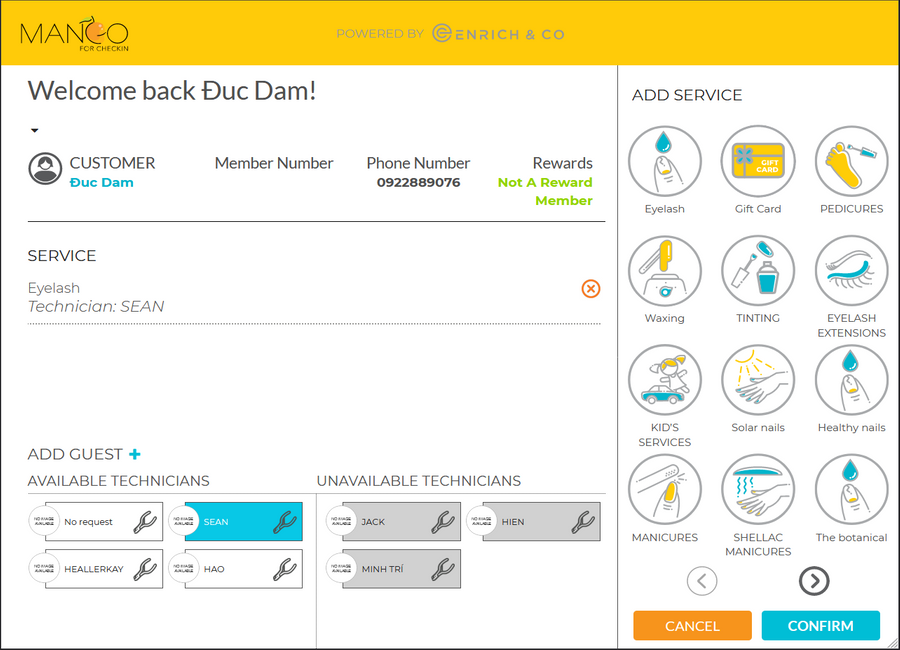 MANGO
FOR CHECKIN
POWERED BY ENRICH & CO
Welcome back Đuc Dam!
CUSTOMER
Đuc Dam
Member Number
Phone Number
0922889076
Rewards
Not A Reward
Member
SERVICE
Eyelash
Technician: SEAN
ADD GUEST +
AVAILABLE TECHNICIANS
NO IMAGE
AVAILABLE
No request
NO IMAGE
AVAILABLE
SEAN
NO IMAGE
AVAILABLE
HEALLERKAY
NO IMAGE
AVAILABLE
HAO
UNAVAILABLE TECHNICIANS
NO IMAGE
AVAILABLE
JACK
NO IMAGE
AVAILABLE
HIEN
NO IMAGE
AVAILABLE
MINH TRÍ
ADD SERVICE
Eyelash
GIFT
CARD
Gift Card
PEDICURES
Waxing
TINTING
EYELASH
EXTENSIONS
KID'S
SERVICES
Solar nails
Healthy nails
MANICURES
SHELLAC
MANICURES
The botanical
CANCEL
CONFIRM